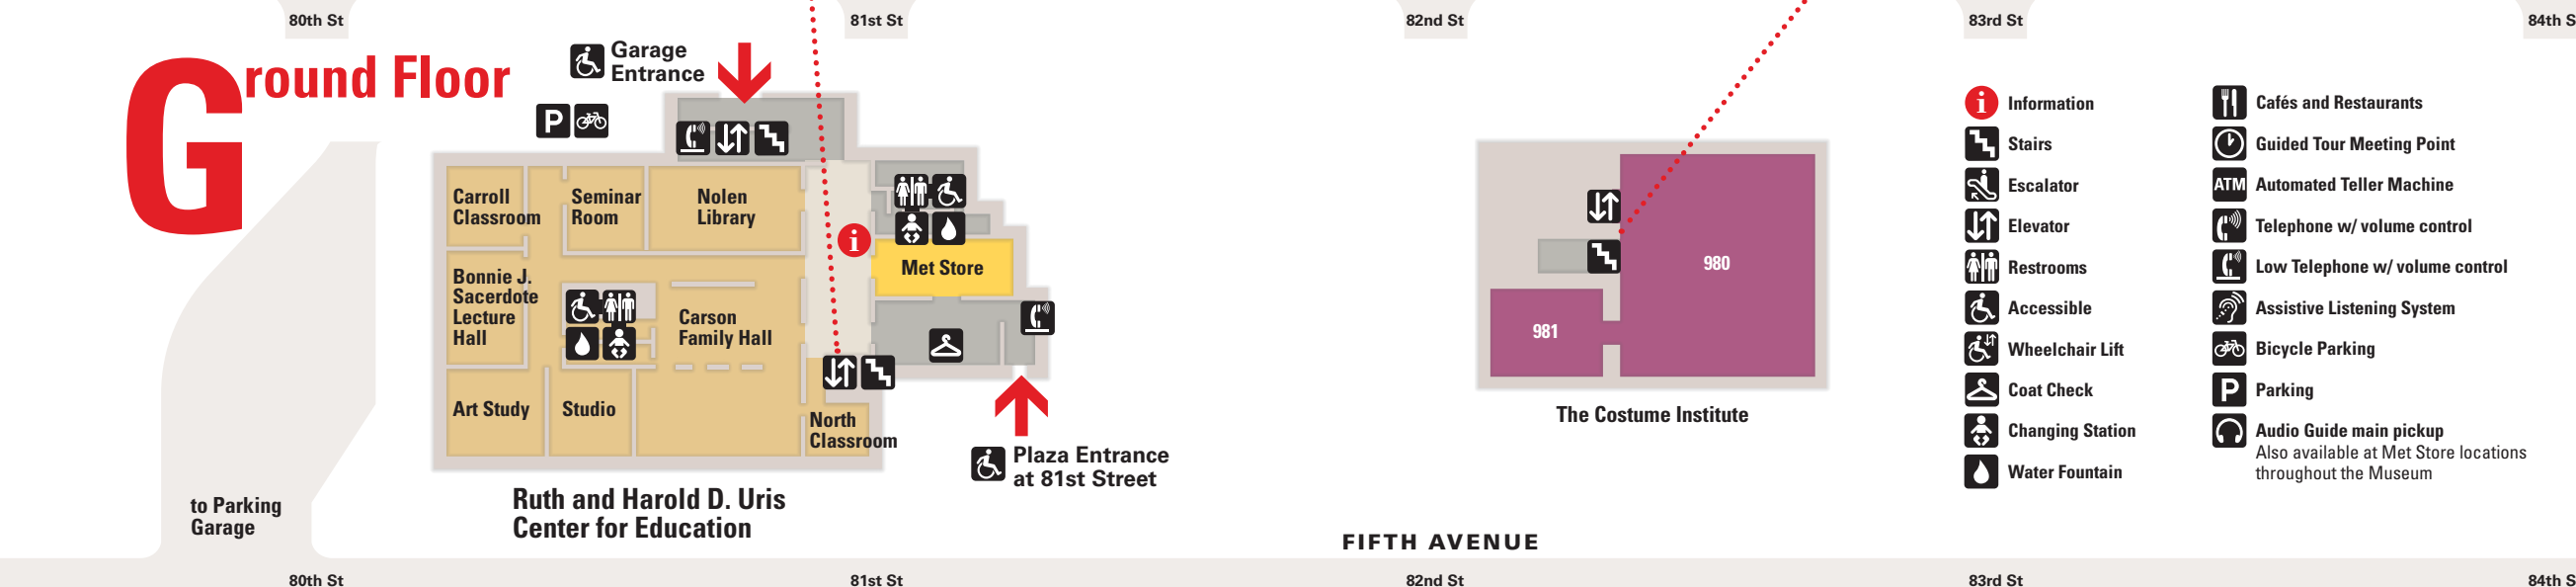 80th St
81st St
82nd St
83rd St
84th S
Ground Floor
Garage
Entrance
P
Carroll
Classroom
Seminar
Room
Nolen
Library
i
Met Store
Bonnie J.
Sacerdote
Lecture
Hall
Carson
Family Hall
Art Study
Studio
North
Classroom
Plaza Entrance
at 81st Street
Ruth and Harold D. Uris
Center for Education
to Parking
Garage
980
981
The Costume Institute
FIFTH AVENUE
i Information
Stairs
Escalator
Elevator
Restrooms
Accessible
Wheelchair Lift
Coat Check
Changing Station
Water Fountain
Cafés and Restaurants
Guided Tour Meeting Point
ATM Automated Teller Machine
Telephone w/ volume control
Low Telephone w/ volume control
Assistive Listening System
Bicycle Parking
P Parking
Audio Guide main pickup
Also available at Met Store locations
throughout the Museum
80th St
81st St
82nd St
83rd St
84th S